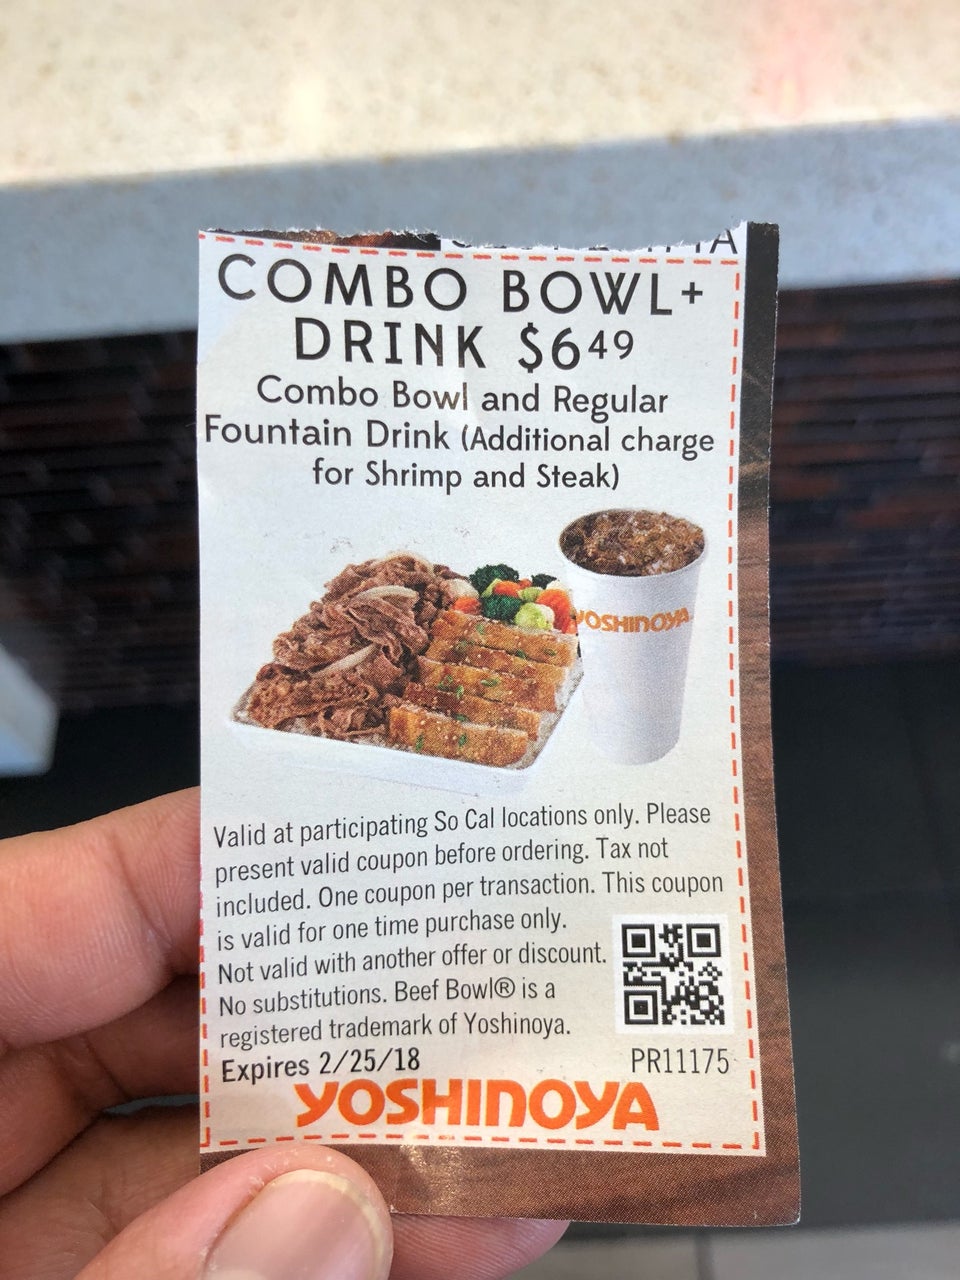 COMBO BOWL+
DRINK $6.49
Combo Bowl and Regular
Fountain Drink (Additional charge
for Shrimp and Steak)
YOSHINOYA
Valid at participating So Cal locations only. Please
present valid coupon before ordering. Tax not
included. One coupon per transaction. This coupon
is valid for one time purchase only.
Not valid with another offer or discount.
No substitutions. Beef Bowl® is a
registered trademark of Yoshinoya.
Expires 2/25/18 PR11175
YOSHINOYA